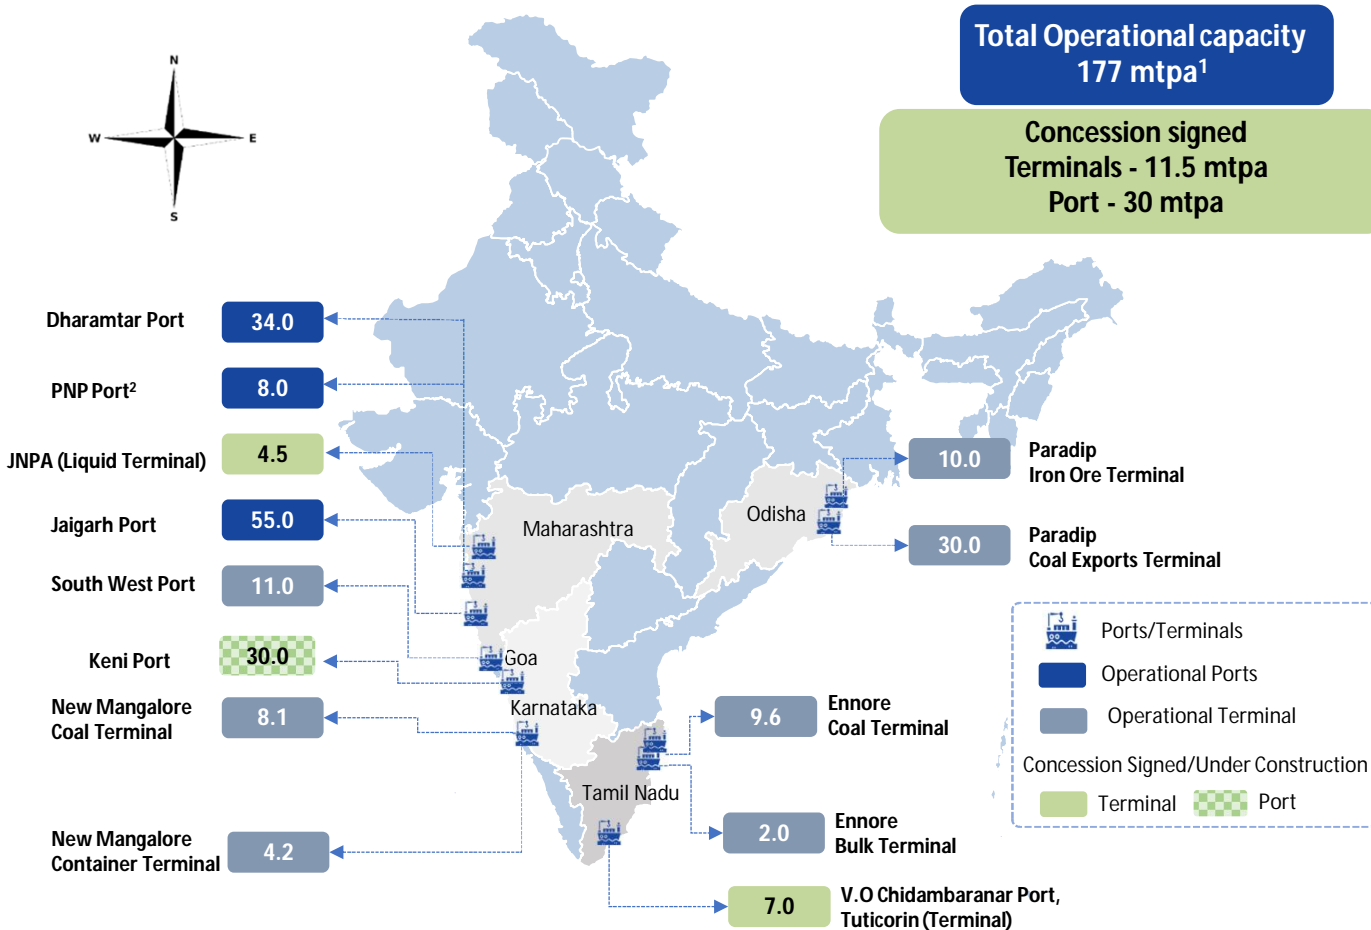 Total Operational capacity
177 mtpa¹
Concession signed
Terminals - 11.5 mtpa
Port - 30 mtpa
N
W
E
S
Dharamtar Port
34.0
PNP Port²
8.0
JNPA (Liquid Terminal)
4.5
Jaigarh Port
55.0
South West Port
11.0
Keni Port
30.0
New Mangalore
Coal Terminal
8.1
New Mangalore
Container Terminal
4.2
Maharashtra
Odisha
Goa
Karnataka
Tamil Nadu
10.0
Paradip
Iron Ore Terminal
30.0
Paradip
Coal Exports Terminal
9.6
Ennore
Coal Terminal
2.0
Ennore
Bulk Terminal
7.0
V.O Chidambaranar Port,
Tuticorin (Terminal)
Ports/Terminals
Operational Ports
Operational Terminal
Concession Signed/Under Construction
Terminal
Port